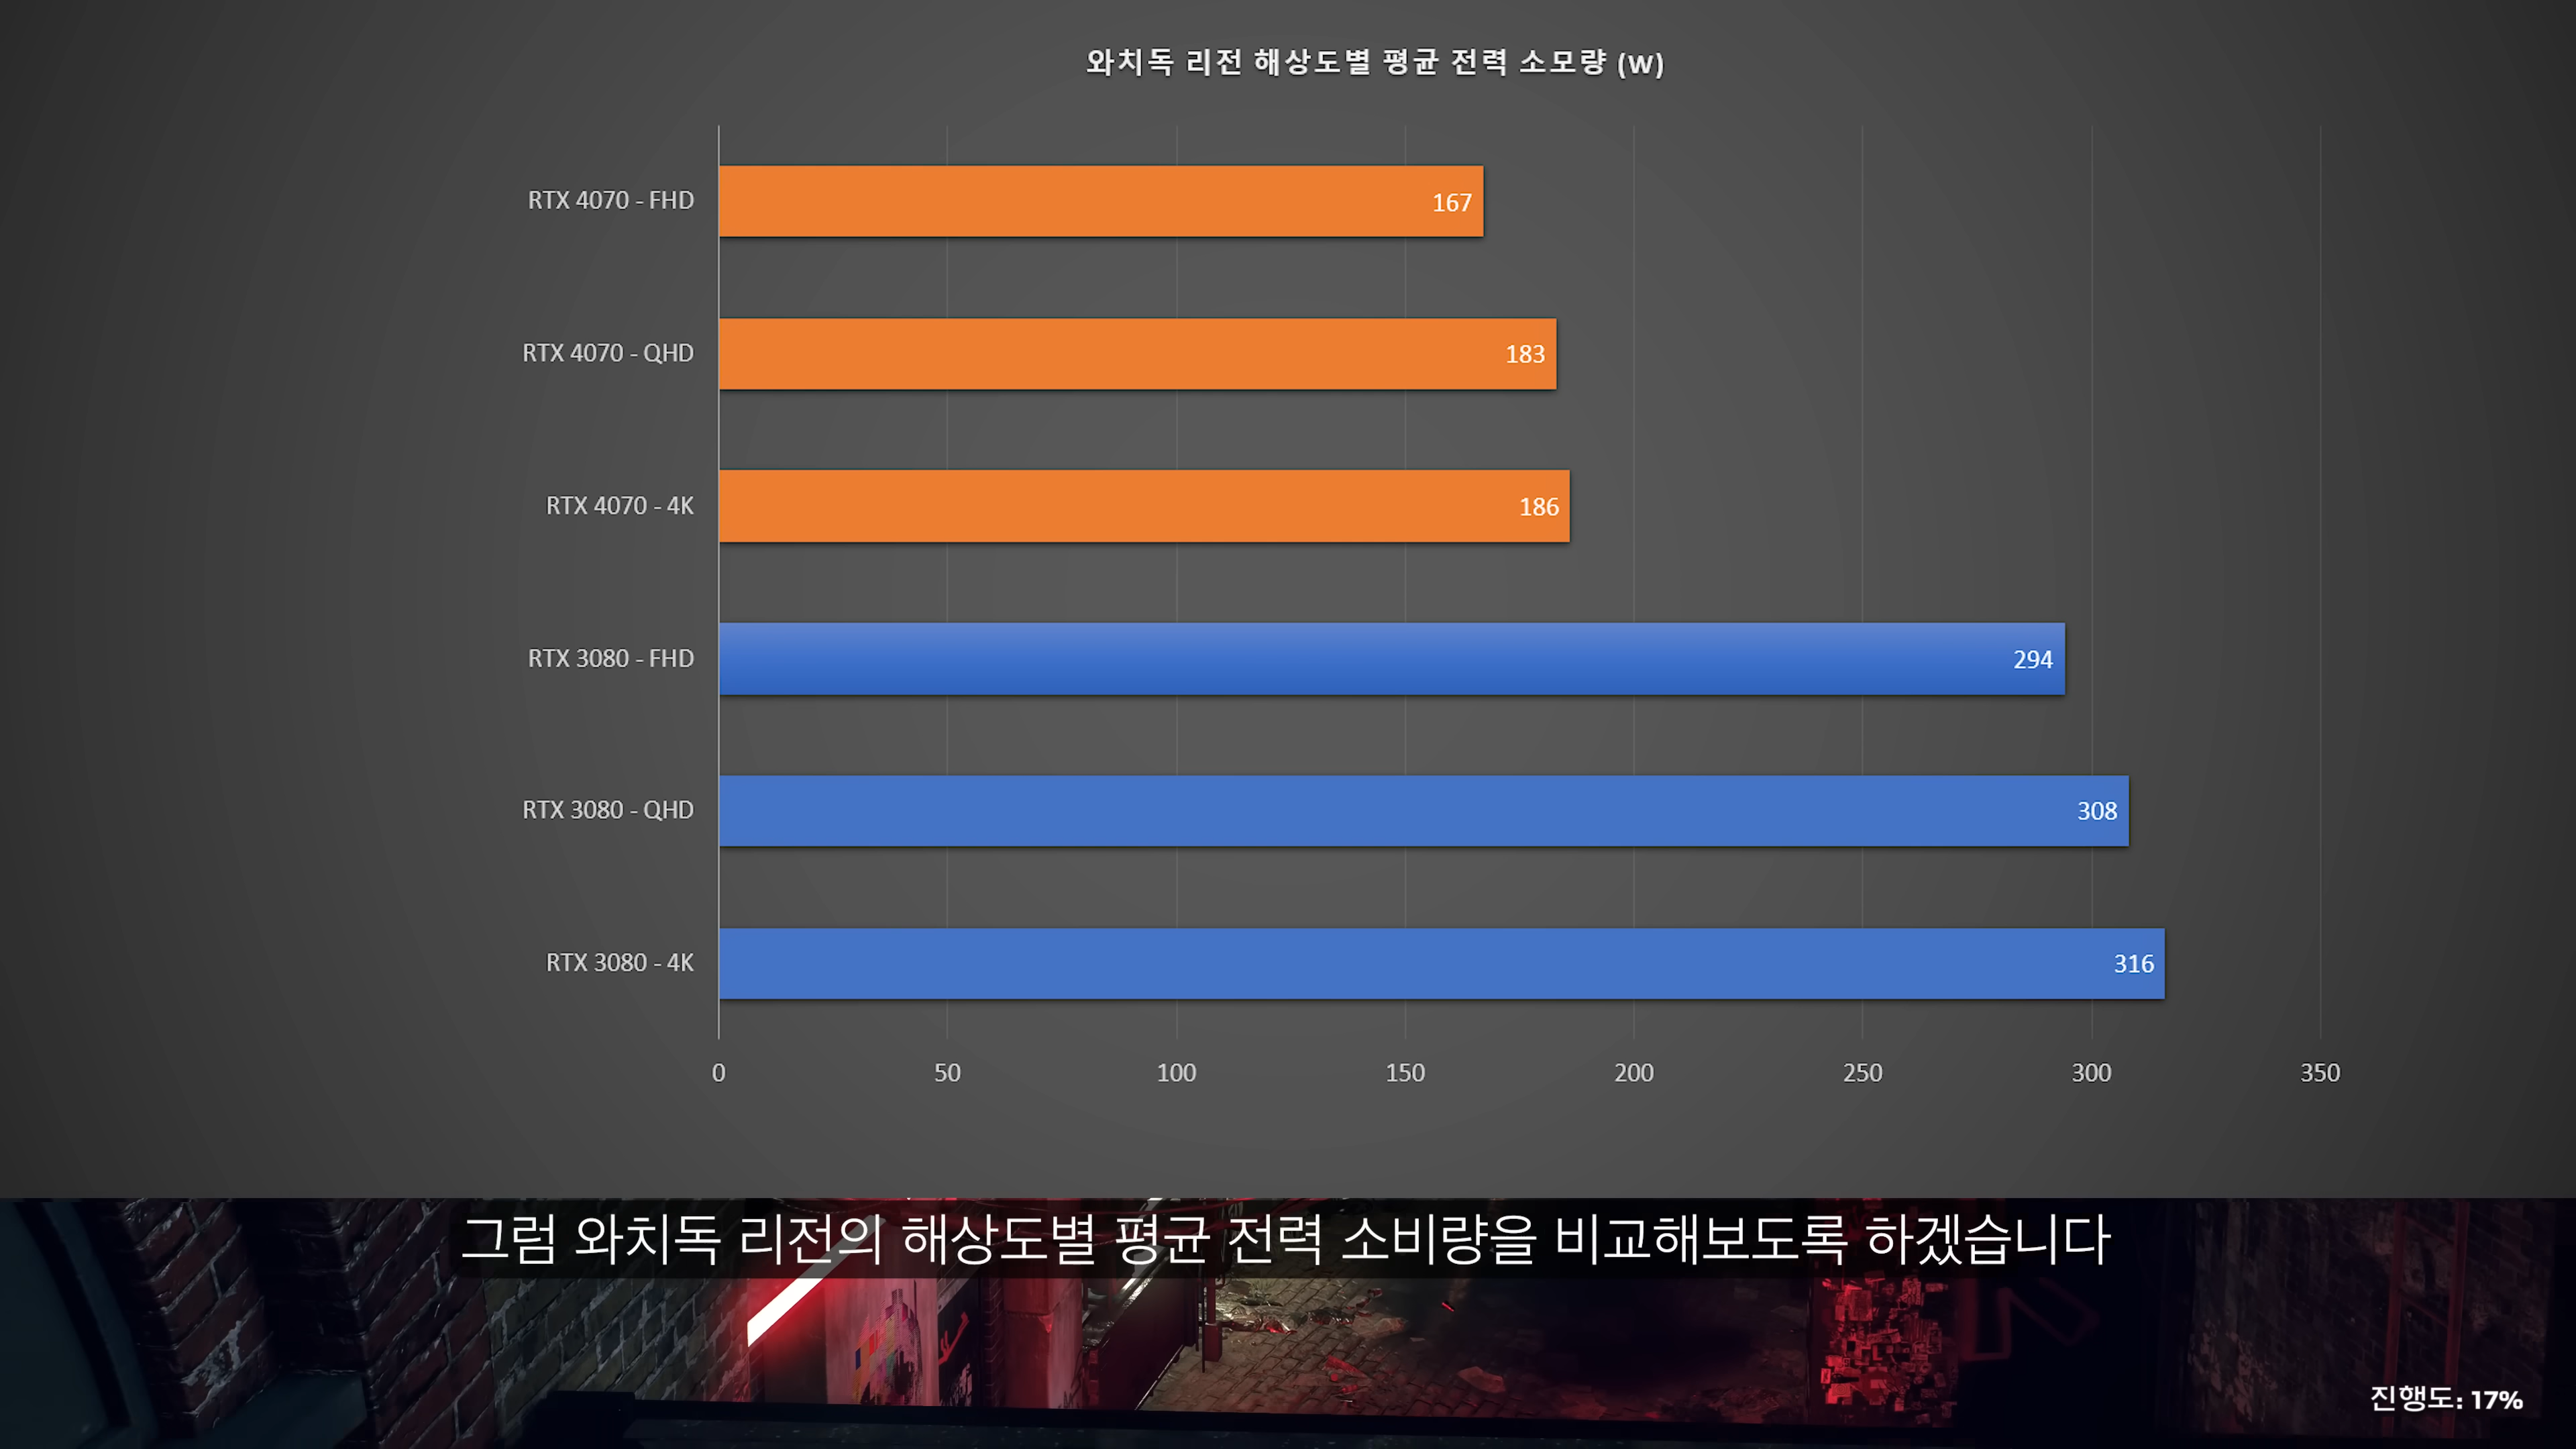 와치독 리전 해상도별 평균 전력 소모량 (W)
RTX 4070 - FHD
167
RTX 4070 - QHD
183
RTX 4070 - 4K
186
RTX 3080 - FHD
294
RTX 3080 - QHD
308
RTX 3080 - 4K
316
0 50 100 150 200 250 300 350
그럼 와치독 리전의 해상도별 평균 전력 소비량을 비교해보도록 하겠습니다
진행도: 17%